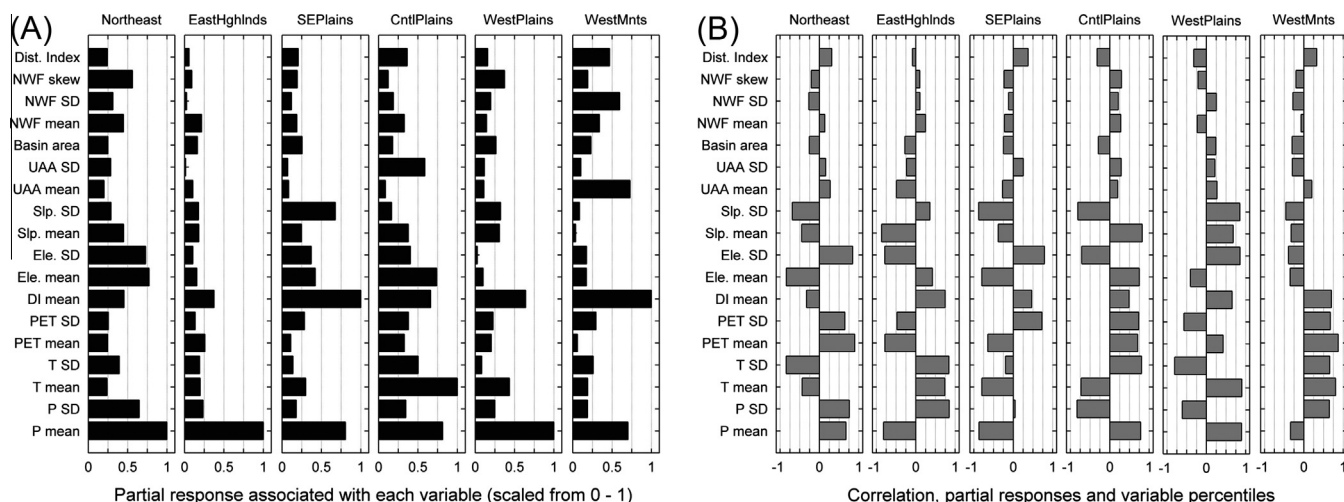 (A) Northeast EastHghlnds SEPlains CntlPlains WestPlains WestMnts
Dist. Index
NWF skew
NWF SD
NWF mean
Basin area
UAA SD
UAA mean
Slp. SD
Slp. mean
Ele. SD
Ele. mean
DI mean
PET SD
PET mean
T SD
T mean
P SD
P mean
0 0.5 1 0 0.5 1 0 0.5 1 0 0.5 1 0 0.5 1 0 0.5 1
Partial response associated with each variable (scaled from 0 - 1)
(B) Northeast EastHghlnds SEPlains CntlPlains WestPlains WestMnts
Dist. Index
NWF skew
NWF SD
NWF mean
Basin area
UAA SD
UAA mean
Slp. SD
Slp. mean
Ele. SD
Ele. mean
DI mean
PET SD
PET mean
T SD
T mean
P SD
P mean
-1 0 1 -1 0 1 -1 0 1 -1 0 1 -1 0 1 -1 0 1
Correlation, partial responses and variable percentiles